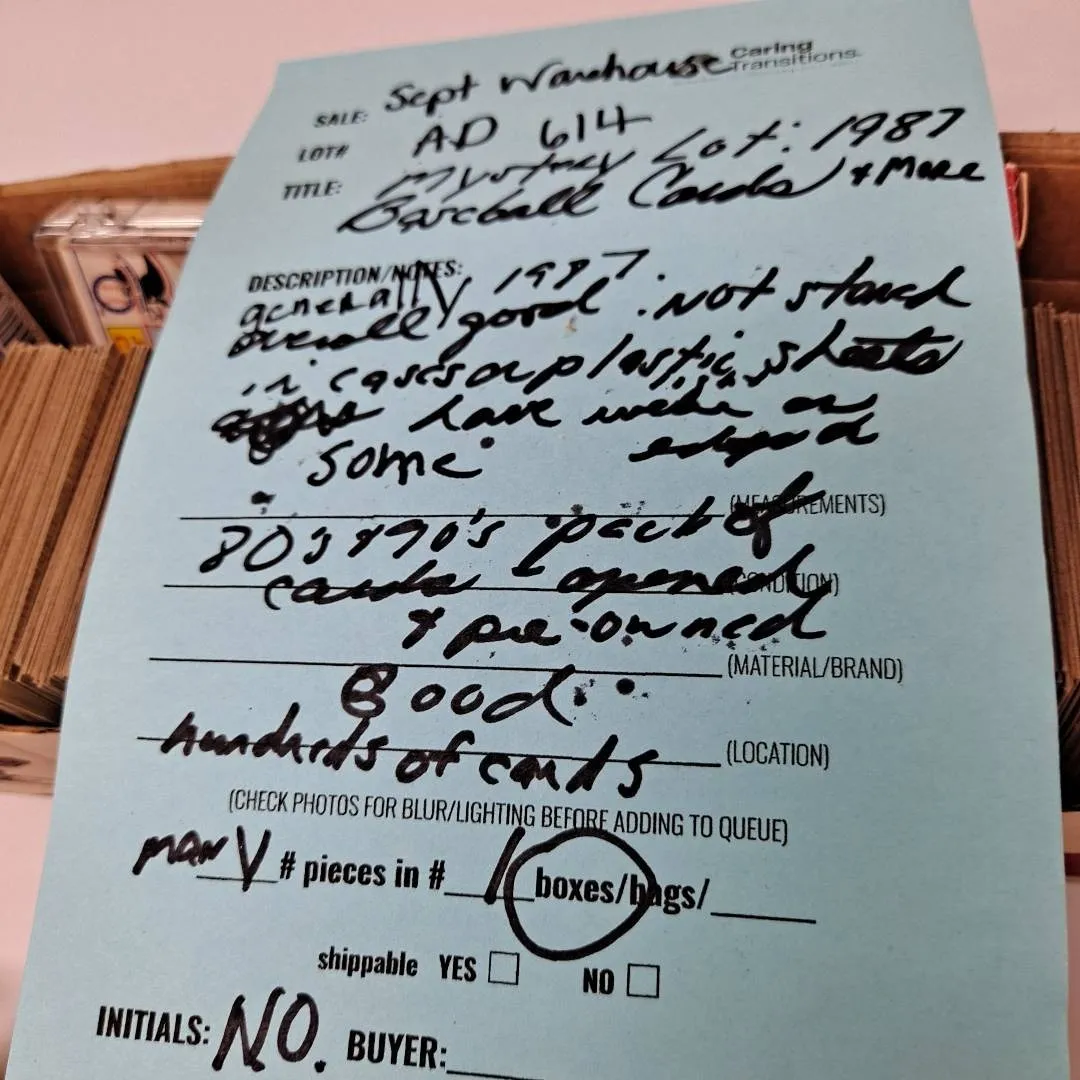 Caring
Transitions
SALE: Sept Warehouse
LOT# AD 614
TITLE: Mystery Lot: 1987
Baseball Cards & More
DESCRIPTION/NOTES:
generally 1987.
overall good. Not stored
in cases or plastic sheets
have wear on
some edges
(MEASUREMENTS)
80's & 90's pack of
cards - opened
(CONDITION)
& pre-owned
(MATERIAL/BRAND)
Good
hundreds of cards
(LOCATION)
(CHECK PHOTOS FOR BLUR/LIGHTING BEFORE ADDING TO QUEUE)
many # pieces in # 1 boxes/bags/
shippable YES NO
INITIALS: N.O. BUYER: